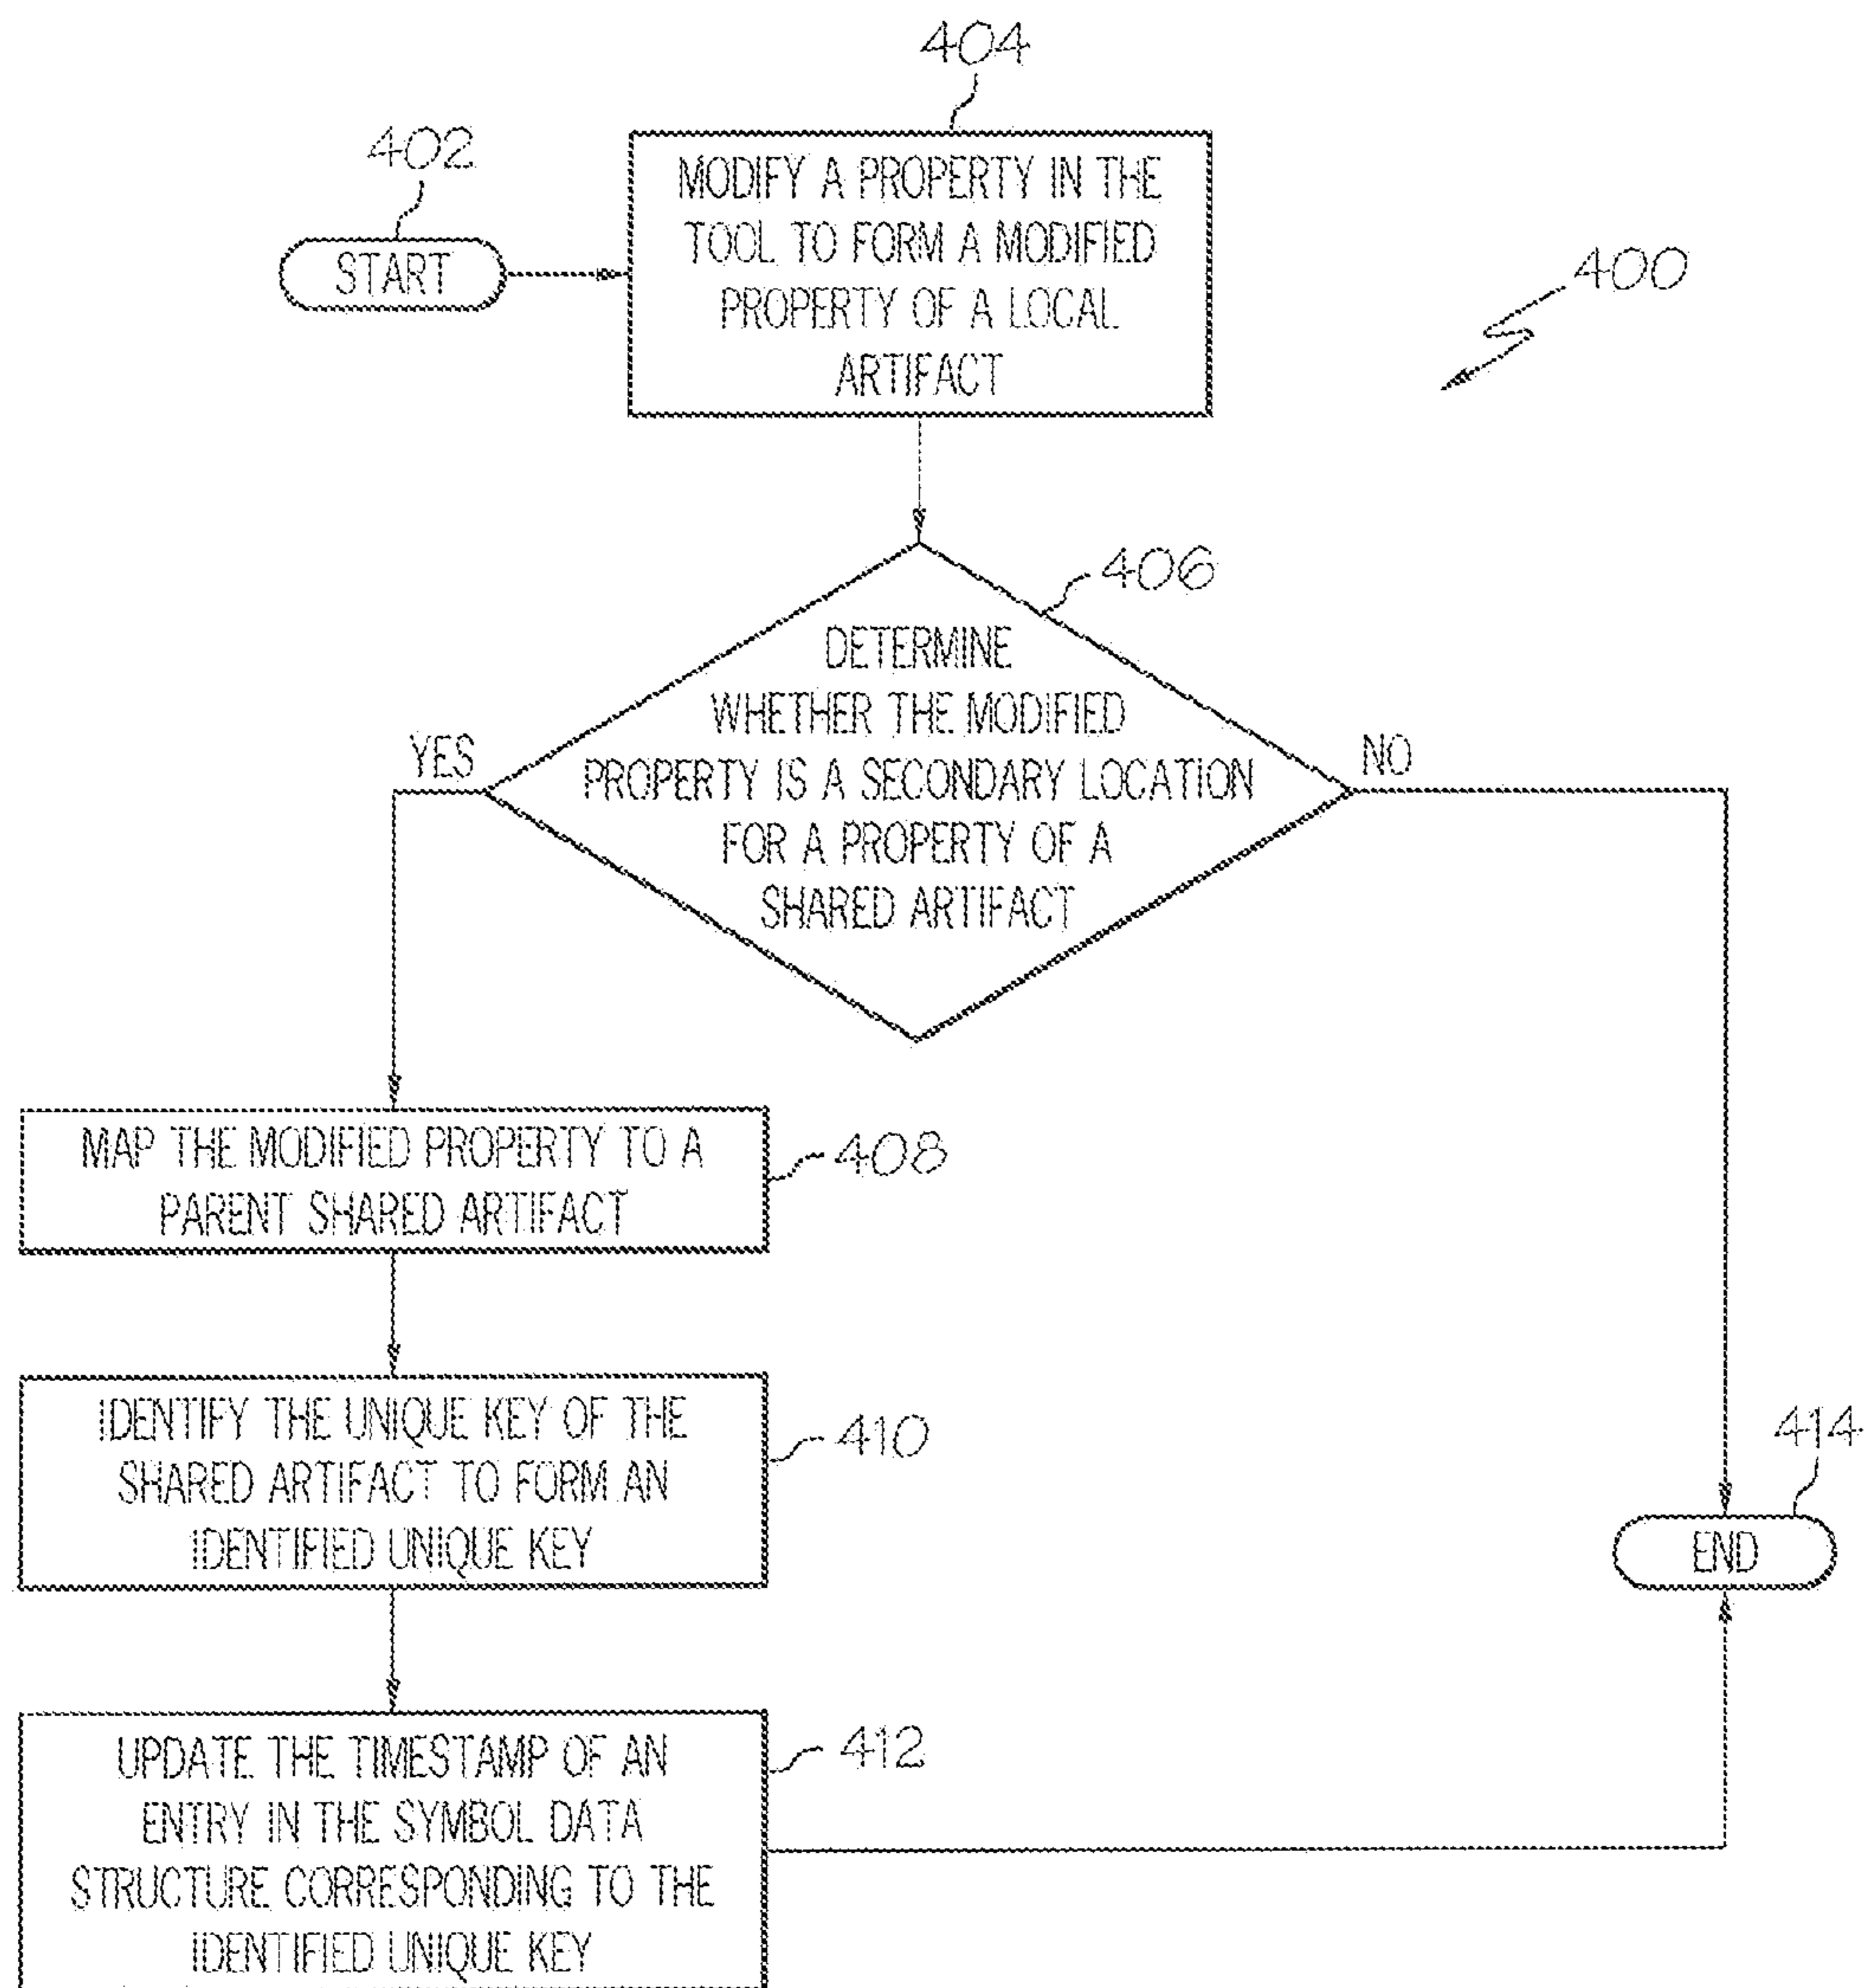 404
402
MODIFY A PROPERTY IN THE
TOOL TO FORM A MODIFIED
PROPERTY OF A LOCAL
ARTIFACT
START
400
406
DETERMINE
WHETHER THE MODIFIED
PROPERTY IS A SECONDARY LOCATION
FOR A PROPERTY OF A
SHARED ARTIFACT
YES
NO
MAP THE MODIFIED PROPERTY TO A
PARENT SHARED ARTIFACT
408
IDENTIFY THE UNIQUE KEY OF THE
SHARED ARTIFACT TO FORM AN
IDENTIFIED UNIQUE KEY
410
414
END
UPDATE THE TIMESTAMP OF AN
ENTRY IN THE SYMBOL DATA
STRUCTURE CORRESPONDING TO THE
IDENTIFIED UNIQUE KEY
412